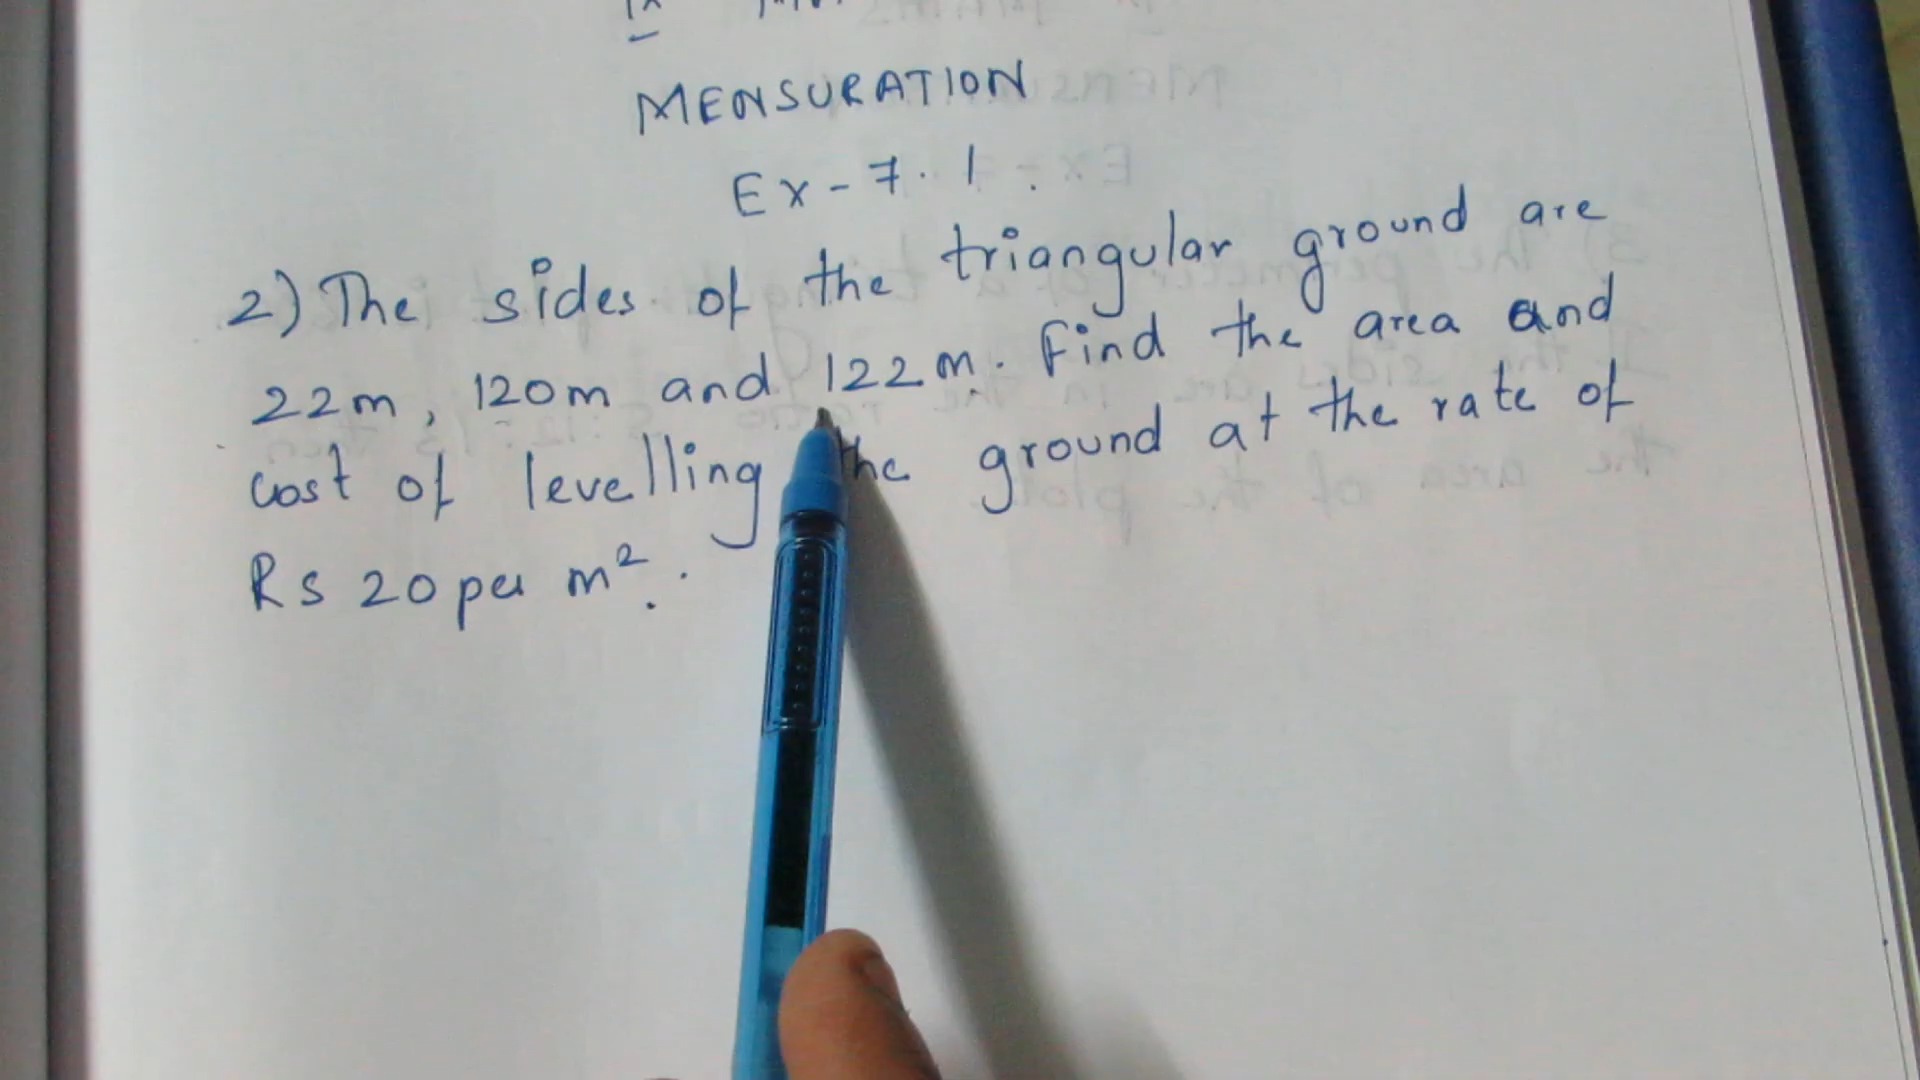 MENSURATION
Ex-7.1.
2) The sides of the triangular ground are
22m, 120m and 122m. Find the area and
cost of levelling the ground at the rate of
Rs 20 per m².